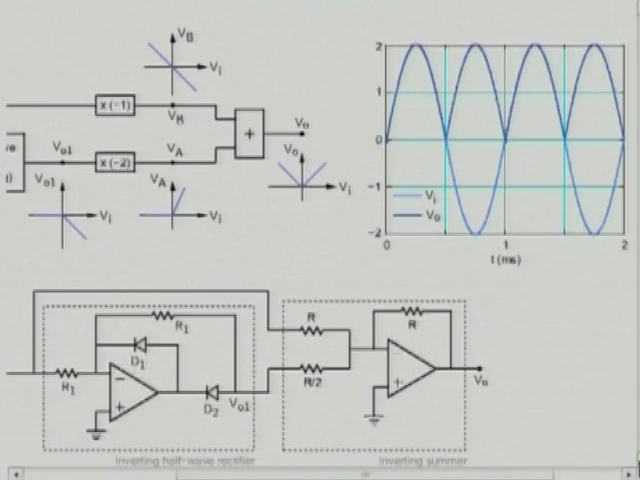 V_B
V_i
x (−1)
V_B
V_o1
x (−2)
V_A
+
V_o
V_o1
V_i
V_A
V_i
V_o
V_i
2
1
0
−1
−2
V_i
V_o
0
1
2
t (ms)
R_1
R_1
D_1
−
+
D_2
V_o1
R
R/2
R
−
+
V_o
inverting half-wave rectifier
inverting summer